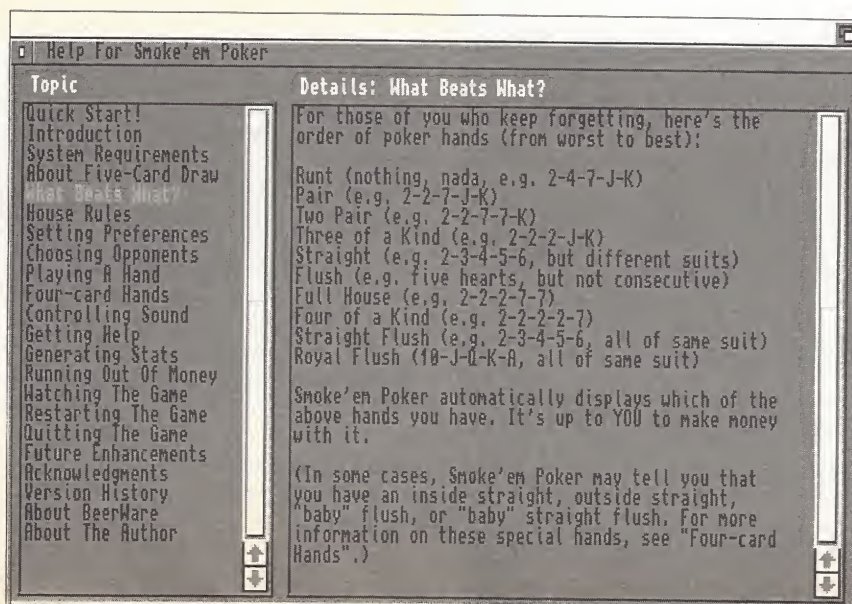 Help For Smoke'em Poker
Topic
Quick Start!
Introduction
System Requirements
About Five-Card Draw
What Beats What?
House Rules
Setting Preferences
Choosing Opponents
Playing A Hand
Four-card Hands
Controlling Sound
Getting Help
Generating Stats
Running Out Of Money
Watching The Game
Restarting The Game
Quitting The Game
Future Enhancements
Acknowledgments
Version History
About BeerWare
About The Author
Details: What Beats What?
For those of you who keep forgetting, here's the
order of poker hands (from worst to best):
Runt (nothing, nada, e.g. 2-4-7-J-K)
Pair (e.g. 2-2-7-J-K)
Two Pair (e.g. 2-2-7-7-K)
Three of a Kind (e.g. 2-2-2-J-K)
Straight (e.g. 2-3-4-5-6, but different suits)
Flush (e.g. five hearts, but not consecutive)
Full House (e.g. 2-2-2-7-7)
Four of a Kind (e.g. 2-2-2-2-7)
Straight Flush (e.g. 2-3-4-5-6, all of same suit)
Royal Flush (10-J-Q-K-A, all of same suit)
Smoke'em Poker automatically displays which of the
above hands you have. It's up to YOU to make money
with it.
(In some cases, Smoke'em Poker may tell you that
you have an inside straight, outside straight,
"baby" flush, or "baby" straight flush. For more
information on these special hands, see "Four-card
Hands".)